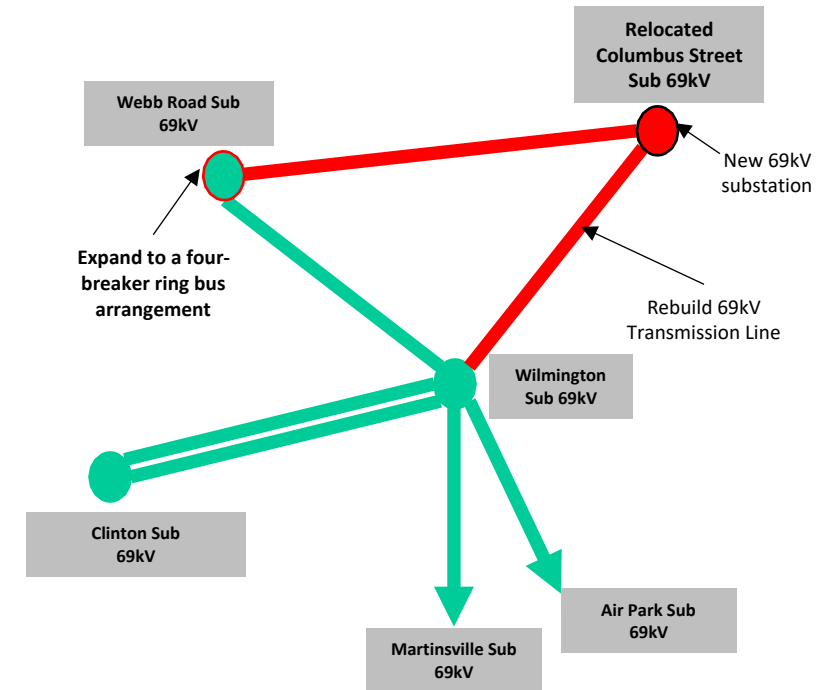 Relocated
Columbus Street
Sub 69kV
Webb Road Sub
69kV
New 69kV
substation
Expand to a four-
breaker ring bus
arrangement
Rebuild 69kV
Transmission Line
Wilmington
Sub 69kV
Clinton Sub
69kV
Air Park Sub
69kV
Martinsville Sub
69kV